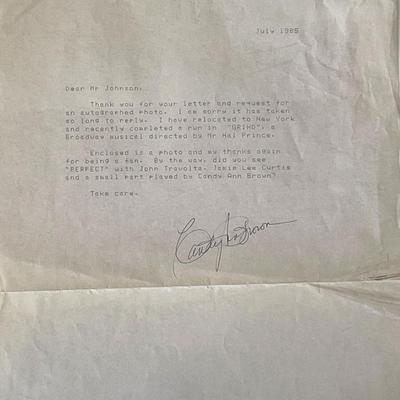 July 1985
Dear Mr Johnson,
Thank you for your letter and request for
an autographed photo. I am sorry it has taken
so long to reply. I have relocated to New York
and recently completed a run in "GRIND", a
Broadway musical directed by Mr Hal Prince.
Enclosed is a photo and my thanks again
for being a fan. By the way, did you see
"PERFECT" with John Travolta, Jamie Lee Curtis
and a small part played by Candy Ann Brown?
Take care,
Candy Ann Brown